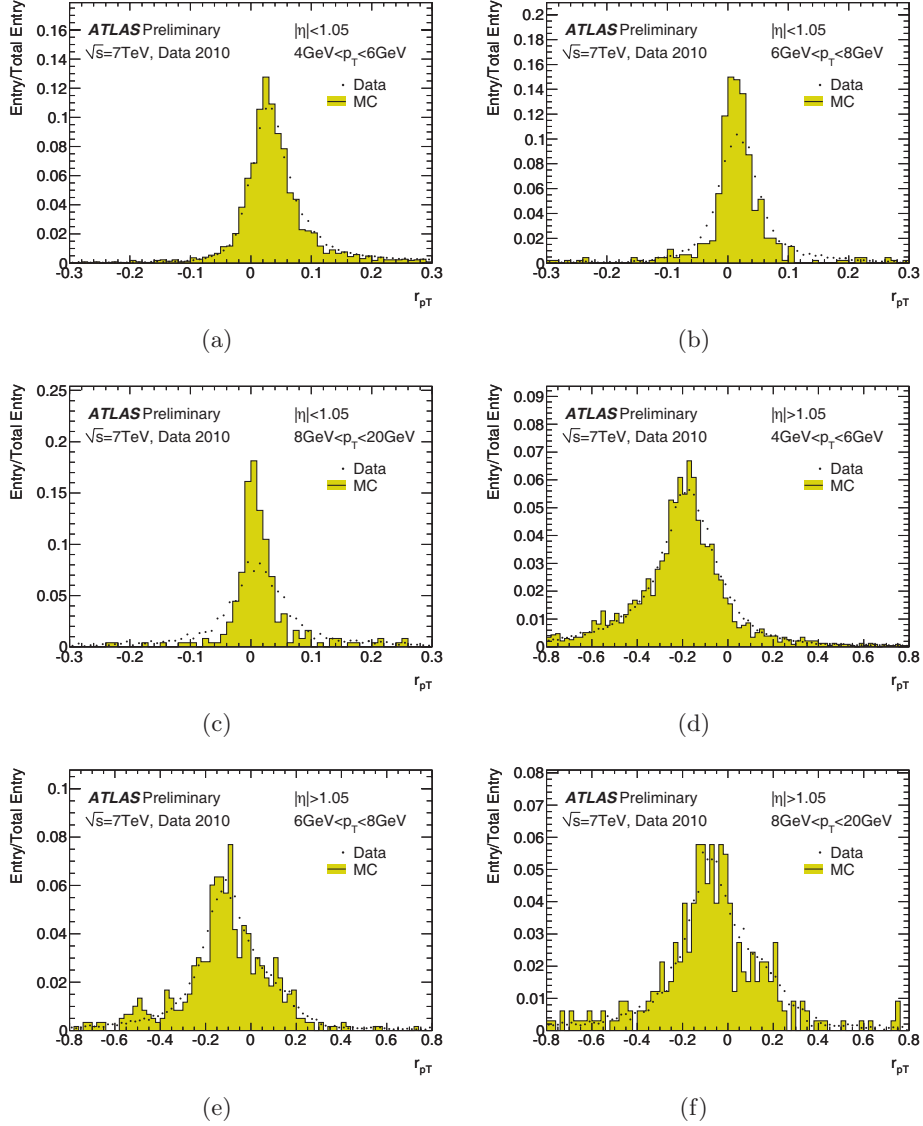 Entry/Total Entry
ATLAS Preliminary
√s=7TeV, Data 2010
|η|<1.05
4GeV<p_T<6GeV
Data
MC
0.16
0.14
0.12
0.1
0.08
0.06
0.04
0.02
0
-0.3 -0.2 -0.1 0 0.1 0.2 0.3
r_pT
(a)
Entry/Total Entry
ATLAS Preliminary
√s=7TeV, Data 2010
|η|<1.05
6GeV<p_T<8GeV
Data
MC
0.2
0.18
0.16
0.14
0.12
0.1
0.08
0.06
0.04
0.02
0
-0.3 -0.2 -0.1 0 0.1 0.2 0.3
r_pT
(b)
Entry/Total Entry
ATLAS Preliminary
√s=7TeV, Data 2010
|η|<1.05
8GeV<p_T<20GeV
Data
MC
0.25
0.2
0.15
0.1
0.05
0
-0.3 -0.2 -0.1 0 0.1 0.2 0.3
r_pT
(c)
Entry/Total Entry
ATLAS Preliminary
√s=7TeV, Data 2010
|η|>1.05
4GeV<p_T<6GeV
Data
MC
0.09
0.08
0.07
0.06
0.05
0.04
0.03
0.02
0.01
0
-0.8 -0.6 -0.4 -0.2 0 0.2 0.4 0.6 0.8
r_pT
(d)
Entry/Total Entry
ATLAS Preliminary
√s=7TeV, Data 2010
|η|>1.05
6GeV<p_T<8GeV
Data
MC
0.1
0.08
0.06
0.04
0.02
0
-0.8 -0.6 -0.4 -0.2 0 0.2 0.4 0.6 0.8
r_pT
(e)
Entry/Total Entry
ATLAS Preliminary
√s=7TeV, Data 2010
|η|>1.05
8GeV<p_T<20GeV
Data
MC
0.08
0.07
0.06
0.05
0.04
0.03
0.02
0.01
0
-0.8 -0.6 -0.4 -0.2 0 0.2 0.4 0.6 0.8
r_pT
(f)